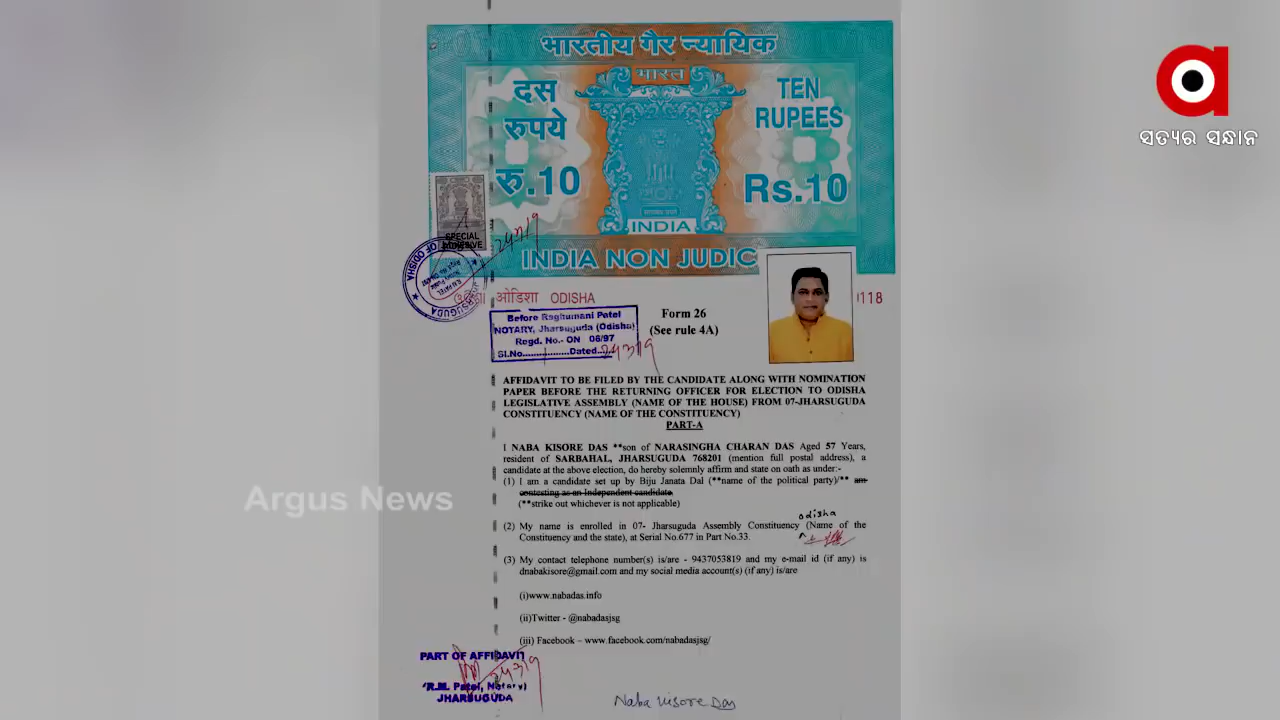 भारतीय गैर न्यायिक
भारत
दस
रुपये
रु.10
TEN
RUPEES
Rs.10
INDIA
INDIA NON JUDIC
ସତ୍ୟର ସନ୍ଧାନ
SPECIAL
ADHESIVE
OF ODISHA
ओडिशा ODISHA
118
Before Raghumani Patel
NOTARY, Jharsuguda (Odisha)
Regd. No.- ON 06/97
Sl.No.................Dated...
24/3/19
Form 26
(See rule 4A)
AFFIDAVIT TO BE FILED BY THE CANDIDATE ALONG WITH NOMINATION
PAPER BEFORE THE RETURNING OFFICER FOR ELECTION TO ODISHA
LEGISLATIVE ASSEMBLY (NAME OF THE HOUSE) FROM 07-JHARSUGUDA
CONSTITUENCY (NAME OF THE CONSTITUENCY)
PART-A
I NABA KISORE DAS **son of NARASINGHA CHARAN DAS Aged 57 Years,
resident of SARBAHAL, JHARSUGUDA 768201 (mention full postal address), a
candidate at the above election, do hereby solemnly affirm and state on oath as under:-
(1) I am a candidate set up by Biju Janata Dal (**name of the political party)/** am
contesting as an Independent candidate.
(**strike out whichever is not applicable)
odisha
(2) My name is enrolled in 07- Jharsuguda Assembly Constituency (Name of the
Constituency and the state), at Serial No.677 in Part No.33.
(3) My contact telephone number(s) is/are - 9437053819 and my e-mail id (if any) is
dnabakisore@gmail.com and my social media account(s) (if any) is/are
Argus News
(i)www.nabadas.info
(ii)Twitter - @nabadasjsg
(iii) Facebook – www.facebook.com/nabadasjsg/
PART OF AFFIDAVIT
R.M. Patel, Notary)
JHARSUGUDA
Naba Kisore Das